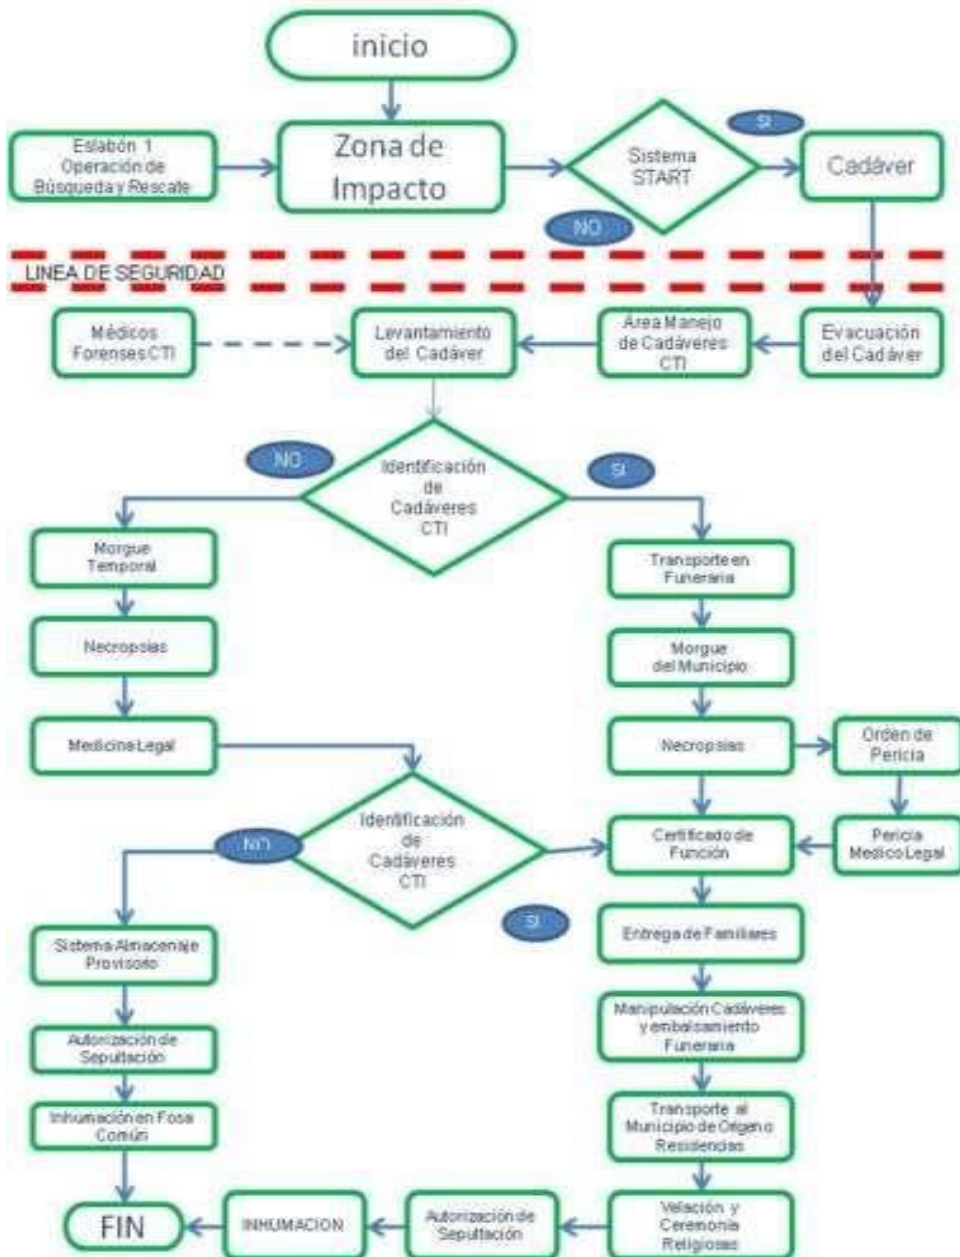 inicio
Eslabón 1
Operación de
Búsqueda y Rescate
Zona de
Impacto
Sistema
START
SI
Cadáver
NO
LINEA DE SEGURIDAD
Médicos
Forenses CTI
Levantamiento
del Cadáver
Área Manejo
de Cadáveres
CTI
Evacuación
del Cadáver
NO
Identificación
de
Cadáveres
CTI
SI
Morgue
Temporal
Transporte en
Funeraria
Necropsias
Morgue
del Municipio
Medicina Legal
Necropsias
Orden de
Pericia
NO
Identificación
de
Cadáveres
CTI
SI
Certificado de
Función
Pericia
Medico Legal
Sistema Almacenaje
Provisorio
Entrega de Familiares
Autorización de
Sepultación
Manipulación Cadáveres
y embalsamiento
Funeraria
Inhumación en Fosa
Común
Transporte al
Municipio de Origen o
Residencias
FIN
INHUMACION
Autorización de
Sepultación
Velación y
Ceremonia
Religiosas